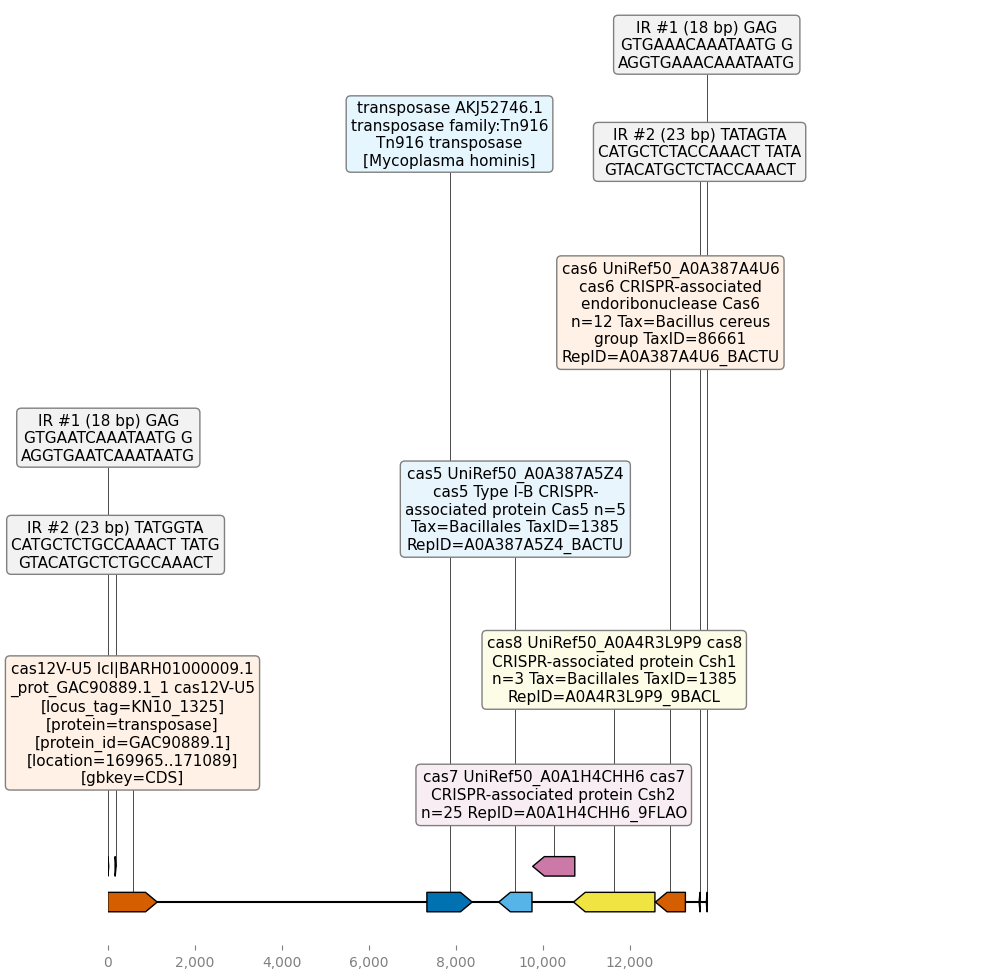 IR #1 (18 bp) GAG
GTGAAACAAATAATG G
AGGTGAAACAAATAATG
transposase AKJ52746.1
transposase family:Tn916
Tn916 transposase
[Mycoplasma hominis]
IR #2 (23 bp) TATAGTA
CATGCTCTACCAAACT TATA
GTACATGCTCTACCAAACT
cas6 UniRef50_A0A387A4U6
cas6 CRISPR-associated
endoribonuclease Cas6
n=12 Tax=Bacillus cereus
group TaxID=86661
RepID=A0A387A4U6_BACTU
IR #1 (18 bp) GAG
GTGAATCAAATAATG G
AGGTGAATCAAATAATG
cas5 UniRef50_A0A387A5Z4
cas5 Type I-B CRISPR-
associated protein Cas5 n=5
Tax=Bacillales TaxID=1385
RepID=A0A387A5Z4_BACTU
IR #2 (23 bp) TATGGTA
CATGCTCTGCCAAACT TATG
GTACATGCTCTGCCAAACT
cas8 UniRef50_A0A4R3L9P9 cas8
CRISPR-associated protein Csh1
n=3 Tax=Bacillales TaxID=1385
RepID=A0A4R3L9P9_9BACL
cas12V-U5 lcl|BARH01000009.1
_prot_GAC90889.1_1 cas12V-U5
[locus_tag=KN10_1325]
[protein=transposase]
[protein_id=GAC90889.1]
[location=169965..171089]
[gbkey=CDS]
cas7 UniRef50_A0A1H4CHH6 cas7
CRISPR-associated protein Csh2
n=25 RepID=A0A1H4CHH6_9FLAO
0 2,000 4,000 6,000 8,000 10,000 12,000